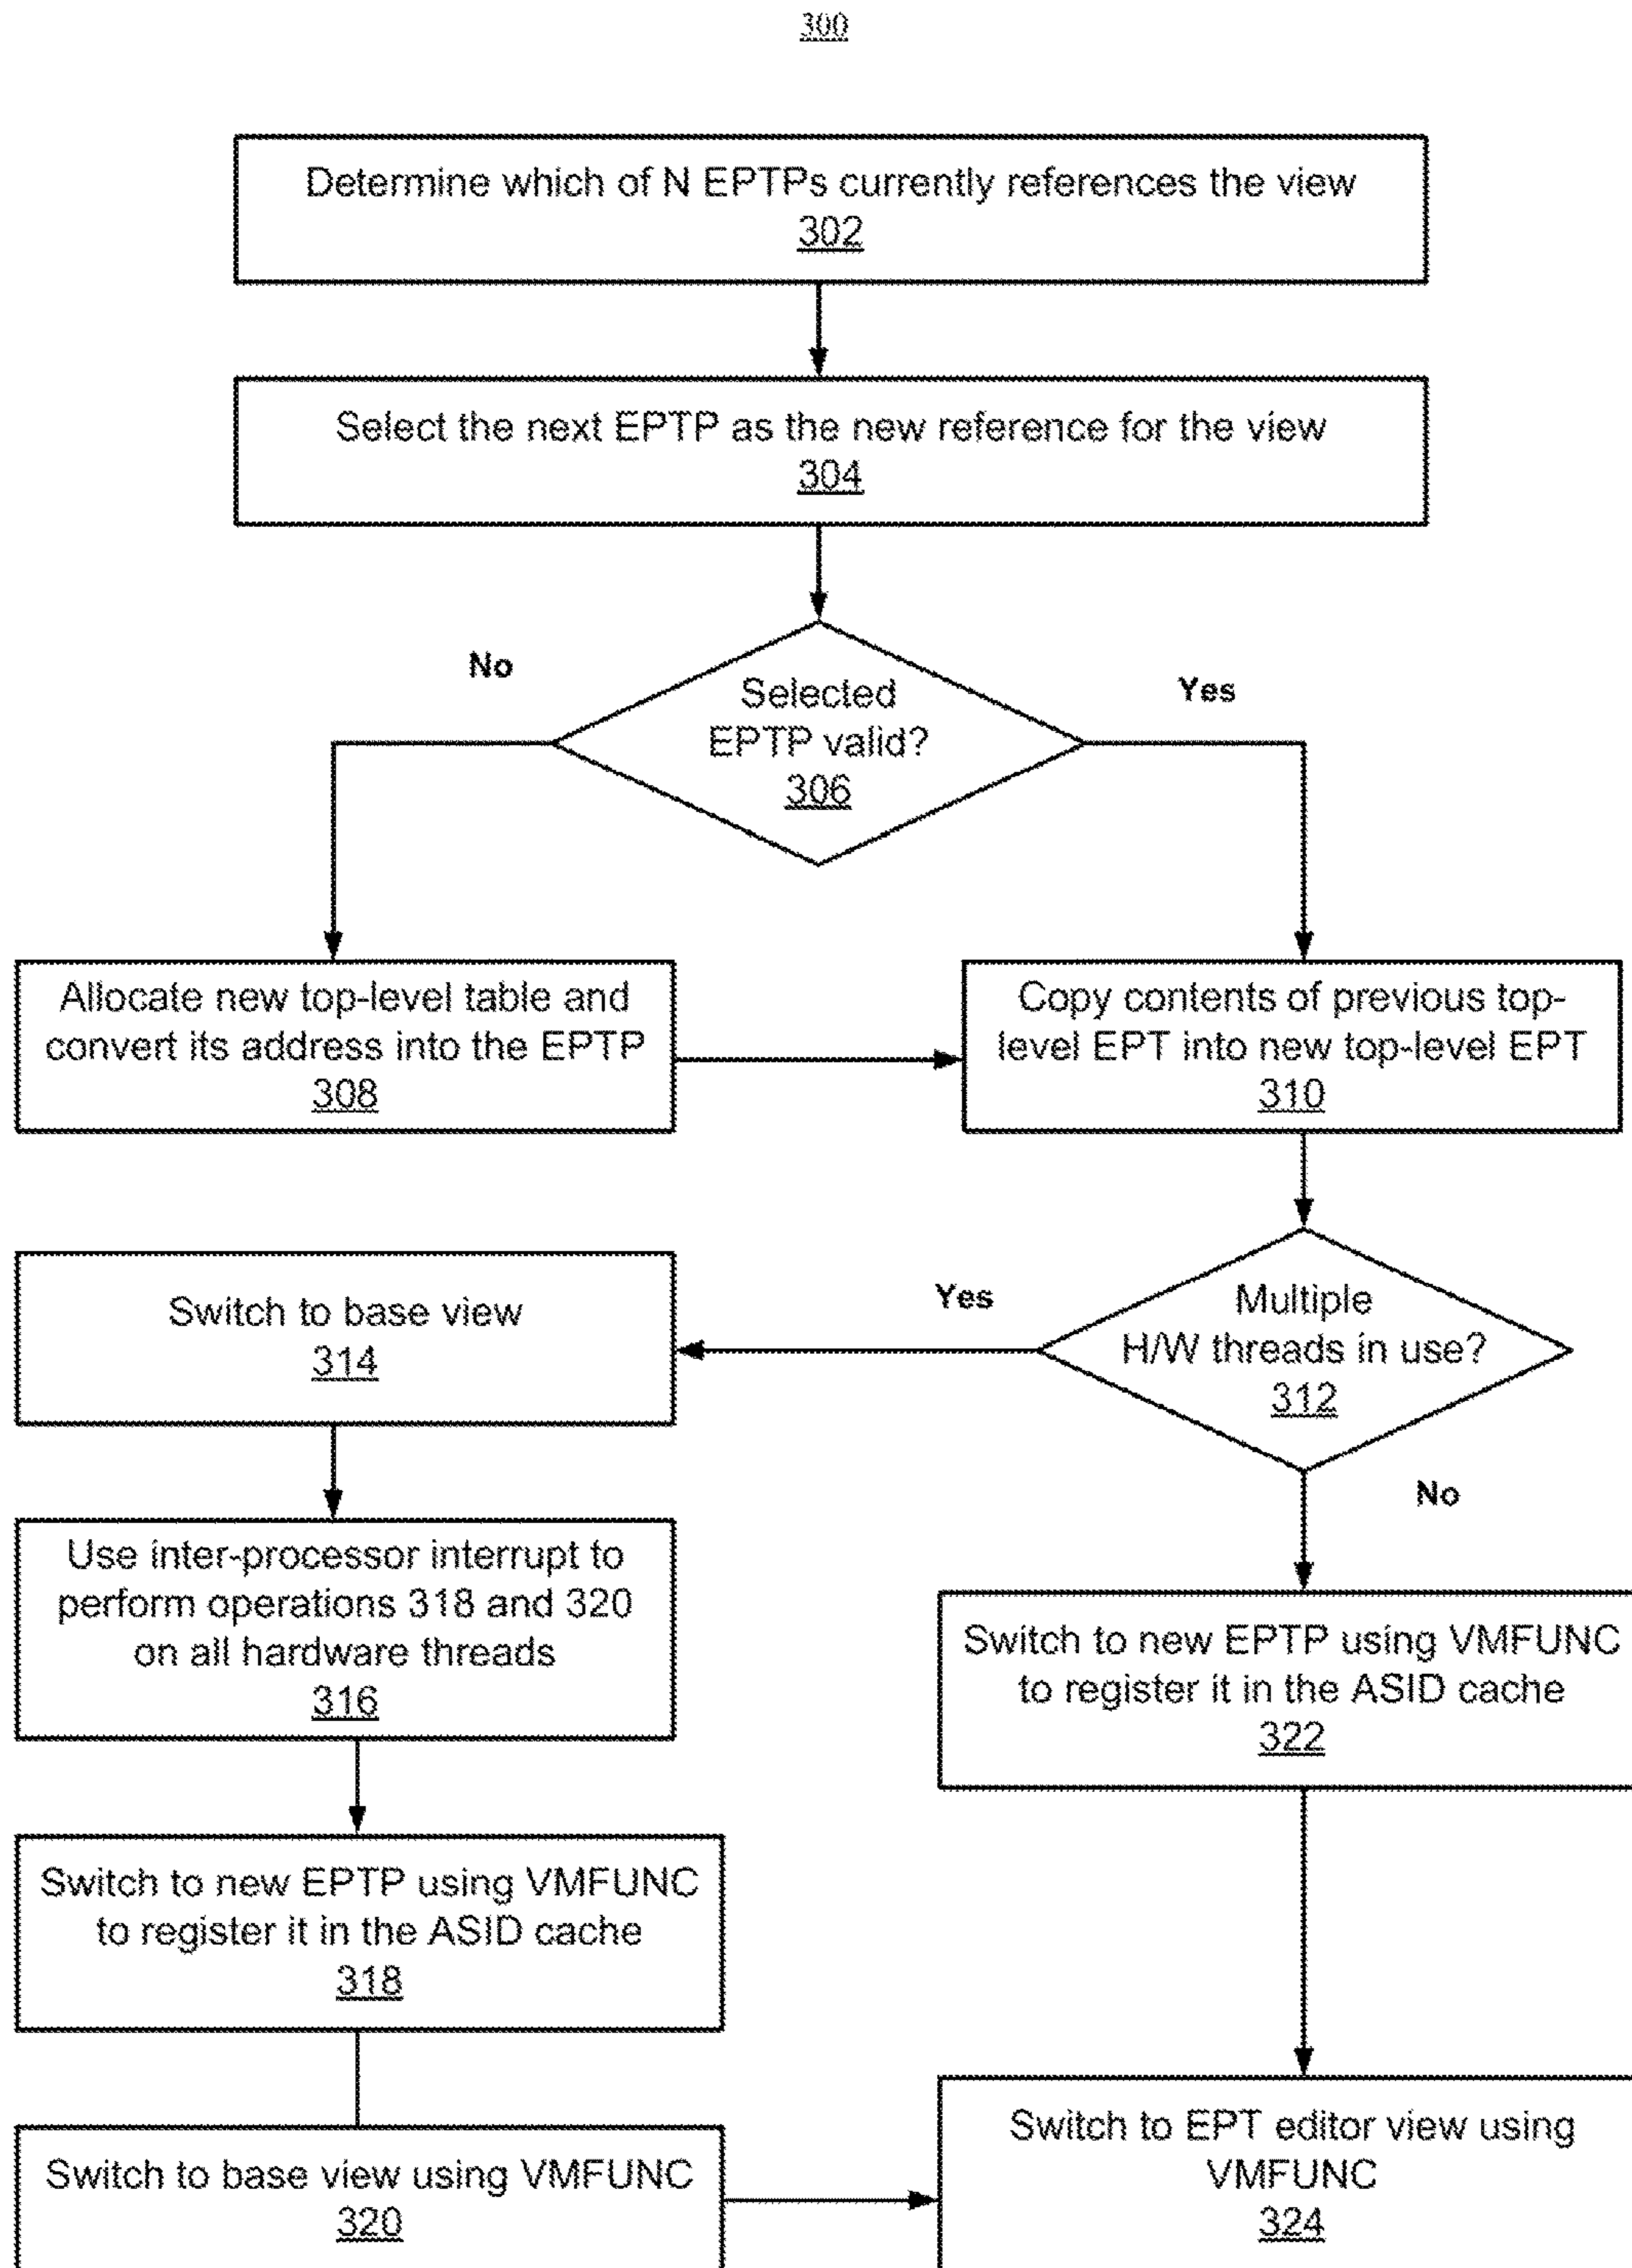 300
Determine which of N EPTPs currently references the view
302
Select the next EPTP as the new reference for the view
304
No
Yes
Selected
EPTP valid?
306
Allocate new top-level table and
convert its address into the EPTP
308
Copy contents of previous top-
level EPT into new top-level EPT
310
Switch to base view
314
Yes
Multiple
H/W threads in use?
312
No
Use inter-processor interrupt to
perform operations 318 and 320
on all hardware threads
316
Switch to new EPTP using VMFUNC
to register it in the ASID cache
322
Switch to new EPTP using VMFUNC
to register it in the ASID cache
318
Switch to base view using VMFUNC
320
Switch to EPT editor view using
VMFUNC
324